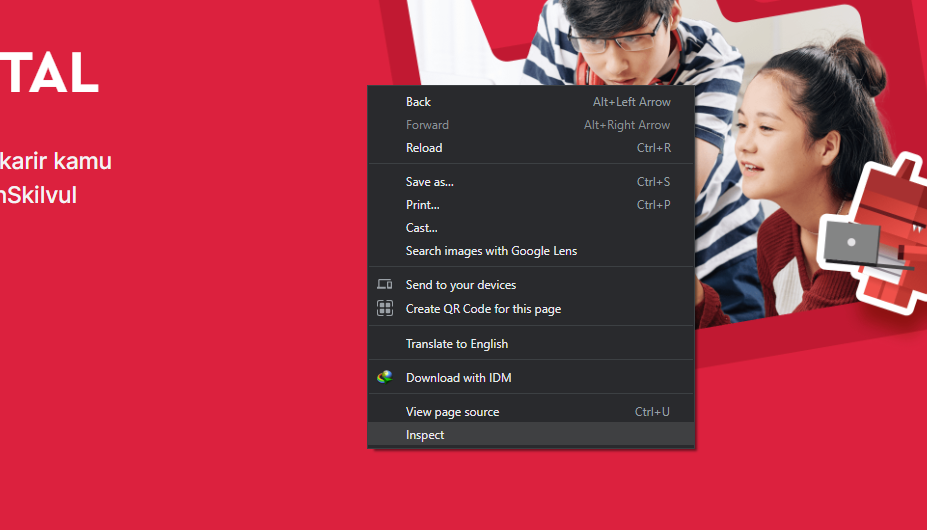 TAL
karir kamu
nSkilvul
Back Alt+Left Arrow
Forward Alt+Right Arrow
Reload Ctrl+R
Save as... Ctrl+S
Print... Ctrl+P
Cast...
Search images with Google Lens
Send to your devices
Create QR Code for this page
Translate to English
Download with IDM
View page source Ctrl+U
Inspect